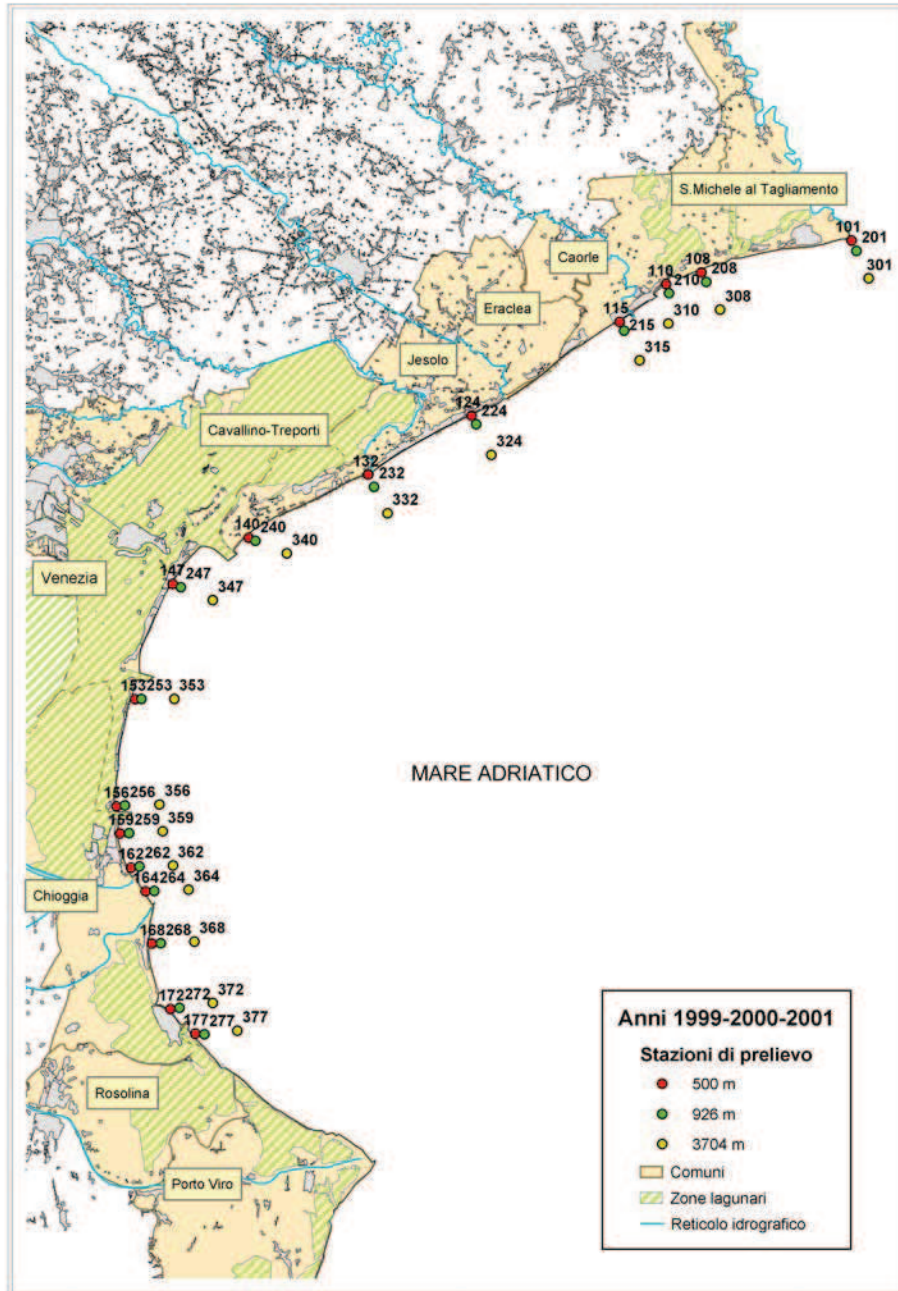 S.Michele al Tagliamento
101
201
301
Caorle
108
208
308
110
210
310
Eraclea
115
215
315
Jesolo
124
224
324
Cavallino-Treporti
132
232
332
140
240
340
Venezia
147
247
347
153
253
353
MARE ADRIATICO
156
256
356
159
259
359
162
262
362
164
264
364
Chioggia
168
268
368
172
272
372
177
277
377
Rosolina
Porto Viro
Anni 1999-2000-2001
Stazioni di prelievo
500 m
926 m
3704 m
Comuni
Zone lagunari
Reticolo idrografico